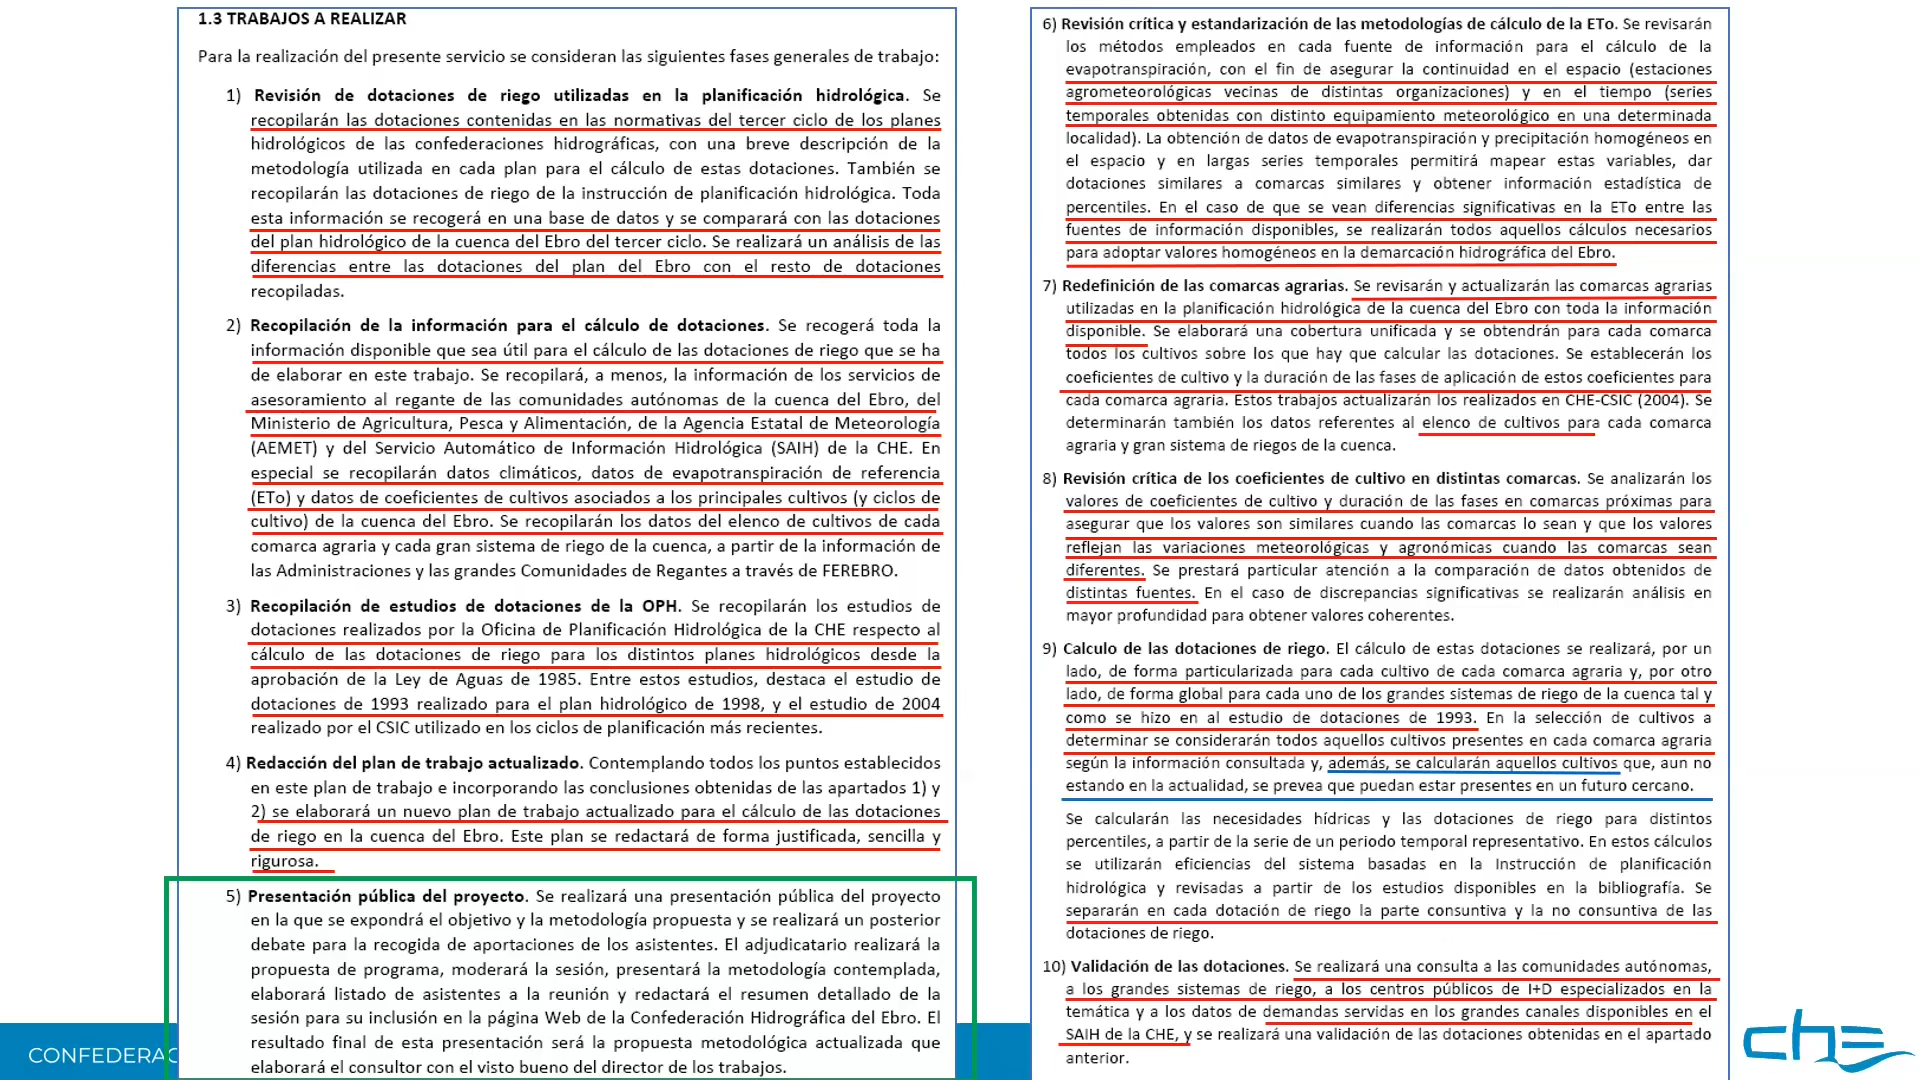 1.3 TRABAJOS A REALIZAR
Para la realización del presente servicio se consideran las siguientes fases generales de trabajo:
1) Revisión de dotaciones de riego utilizadas en la planificación hidrológica. Se
recopilarán las dotaciones contenidas en las normativas del tercer ciclo de los planes
hidrológicos de las confederaciones hidrográficas, con una breve descripción de la
metodología utilizada en cada plan para el cálculo de estas dotaciones. También se
recopilarán las dotaciones de riego de la instrucción de planificación hidrológica. Toda
esta información se recogerá en una base de datos y se comparará con las dotaciones
del plan hidrológico de la cuenca del Ebro del tercer ciclo. Se realizará un análisis de las
diferencias entre las dotaciones del plan del Ebro con el resto de dotaciones
recopiladas.
2) Recopilación de la información para el cálculo de dotaciones. Se recogerá toda la
información disponible que sea útil para el cálculo de las dotaciones de riego que se ha
de elaborar en este trabajo. Se recopilará, a menos, la información de los servicios de
asesoramiento al regante de las comunidades autónomas de la cuenca del Ebro, del
Ministerio de Agricultura, Pesca y Alimentación, de la Agencia Estatal de Meteorología
(AEMET) y del Servicio Automático de Información Hidrológica (SAIH) de la CHE. En
especial se recopilarán datos climáticos, datos de evapotranspiración de referencia
(ETo) y datos de coeficientes de cultivos asociados a los principales cultivos (y ciclos de
cultivo) de la cuenca del Ebro. Se recopilarán los datos del elenco de cultivos de cada
comarca agraria y cada gran sistema de riego de la cuenca, a partir de la información de
las Administraciones y las grandes Comunidades de Regantes a través de FEREBRO.
3) Recopilación de estudios de dotaciones de la OPH. Se recopilarán los estudios de
dotaciones realizados por la Oficina de Planificación Hidrológica de la CHE respecto al
cálculo de las dotaciones de riego para los distintos planes hidrológicos desde la
aprobación de la Ley de Aguas de 1985. Entre estos estudios, destaca el estudio de
dotaciones de 1993 realizado para el plan hidrológico de 1998, y el estudio de 2004
realizado por el CSIC utilizado en los ciclos de planificación más recientes.
4) Redacción del plan de trabajo actualizado. Contemplando todos los puntos establecidos
en este plan de trabajo e incorporando las conclusiones obtenidas de las apartados 1) y
2) se elaborará un nuevo plan de trabajo actualizado para el cálculo de las dotaciones
de riego en la cuenca del Ebro. Este plan se redactará de forma justificada, sencilla y
rigurosa.
5) Presentación pública del proyecto. Se realizará una presentación pública del proyecto
en la que se expondrá el objetivo y la metodología propuesta y se realizará un posterior
debate para la recogida de aportaciones de los asistentes. El adjudicatario realizará la
propuesta de programa, moderará la sesión, presentará la metodología contemplada,
elaborará listado de asistentes a la reunión y redactará el resumen detallado de la
sesión para su inclusión en la página Web de la Confederación Hidrográfica del Ebro. El
resultado final de esta presentación será la propuesta metodológica actualizada que
elaborará el consultor con el visto bueno del director de los trabajos.
CONFEDERAC
6) Revisión crítica y estandarización de las metodologías de cálculo de la ETo. Se revisarán
los métodos empleados en cada fuente de información para el cálculo de la
evapotranspiración, con el fin de asegurar la continuidad en el espacio (estaciones
agrometeorológicas vecinas de distintas organizaciones) y en el tiempo (series
temporales obtenidas con distinto equipamiento meteorológico en una determinada
localidad). La obtención de datos de evapotranspiración y precipitación homogéneos en
el espacio y en largas series temporales permitirá mapear estas variables, dar
dotaciones similares a comarcas similares y obtener información estadística de
percentiles. En el caso de que se vean diferencias significativas en la ETo entre las
fuentes de información disponibles, se realizarán todos aquellos cálculos necesarios
para adoptar valores homogéneos en la demarcación hidrográfica del Ebro.
7) Redefinición de las comarcas agrarias. Se revisarán y actualizarán las comarcas agrarias
utilizadas en la planificación hidrológica de la cuenca del Ebro con toda la información
disponible. Se elaborará una cobertura unificada y se obtendrán para cada comarca
todos los cultivos sobre los que hay que calcular las dotaciones. Se establecerán los
coeficientes de cultivo y la duración de las fases de aplicación de estos coeficientes para
cada comarca agraria. Estos trabajos actualizarán los realizados en CHE-CSIC (2004). Se
determinarán también los datos referentes al elenco de cultivos para cada comarca
agraria y gran sistema de riegos de la cuenca.
8) Revisión crítica de los coeficientes de cultivo en distintas comarcas. Se analizarán los
valores de coeficientes de cultivo y duración de las fases en comarcas próximas para
asegurar que los valores son similares cuando las comarcas lo sean y que los valores
reflejan las variaciones meteorológicas y agronómicas cuando las comarcas sean
diferentes. Se prestará particular atención a la comparación de datos obtenidos de
distintas fuentes. En el caso de discrepancias significativas se realizarán análisis en
mayor profundidad para obtener valores coherentes.
9) Calculo de las dotaciones de riego. El cálculo de estas dotaciones se realizará, por un
lado, de forma particularizada para cada cultivo de cada comarca agraria y, por otro
lado, de forma global para cada uno de los grandes sistemas de riego de la cuenca tal y
como se hizo en al estudio de dotaciones de 1993. En la selección de cultivos a
determinar se considerarán todos aquellos cultivos presentes en cada comarca agraria
según la información consultada y, además, se calcularán aquellos cultivos que, aun no
estando en la actualidad, se prevea que puedan estar presentes en un futuro cercano.
Se calcularán las necesidades hídricas y las dotaciones de riego para distintos
percentiles, a partir de la serie de un periodo temporal representativo. En estos cálculos
se utilizarán eficiencias del sistema basadas en la Instrucción de planificación
hidrológica y revisadas a partir de los estudios disponibles en la bibliografía. Se
separarán en cada dotación de riego la parte consuntiva y la no consuntiva de las
dotaciones de riego.
10) Validación de las dotaciones. Se realizará una consulta a las comunidades autónomas,
a los grandes sistemas de riego, a los centros públicos de I+D especializados en la
temática y a los datos de demandas servidas en los grandes canales disponibles en el
SAIH de la CHE, y se realizará una validación de las dotaciones obtenidas en el apartado
anterior.
che